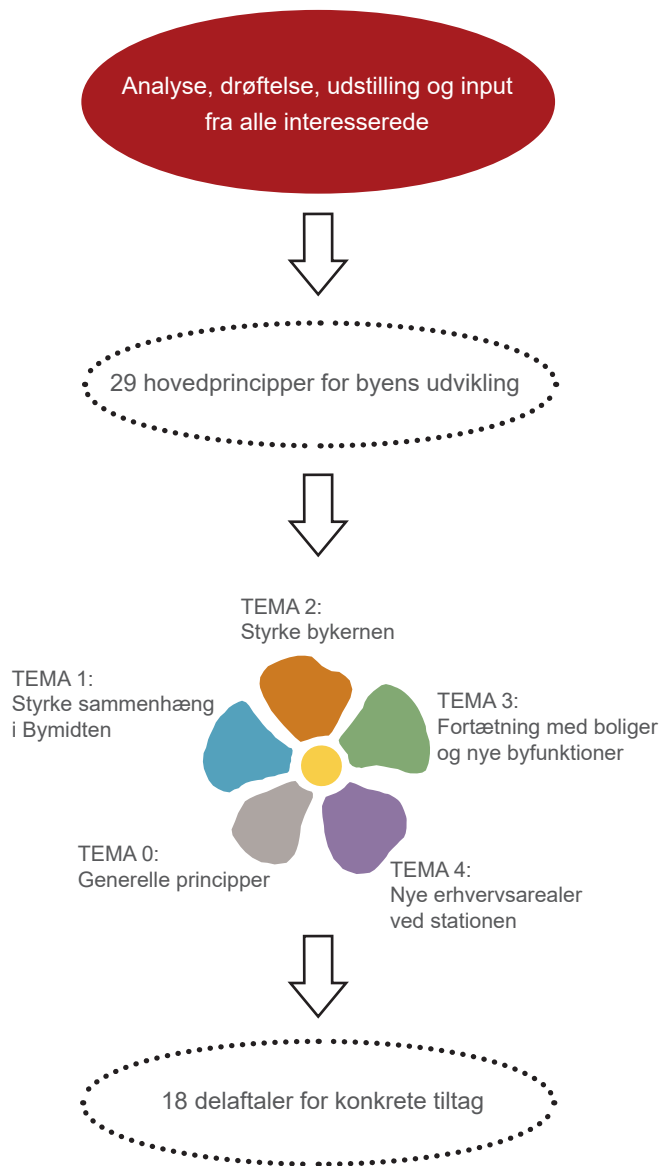 Analyse, drøftelse, udstilling og input
fra alle interesserede
29 hovedprincipper for byens udvikling
TEMA 2:
Styrke bykernen
TEMA 1:
Styrke sammenhæng
i Bymidten
TEMA 3:
Fortætning med boliger
og nye byfunktioner
TEMA 0:
Generelle principper
TEMA 4:
Nye erhvervsarealer
ved stationen
18 delaftaler for konkrete tiltag